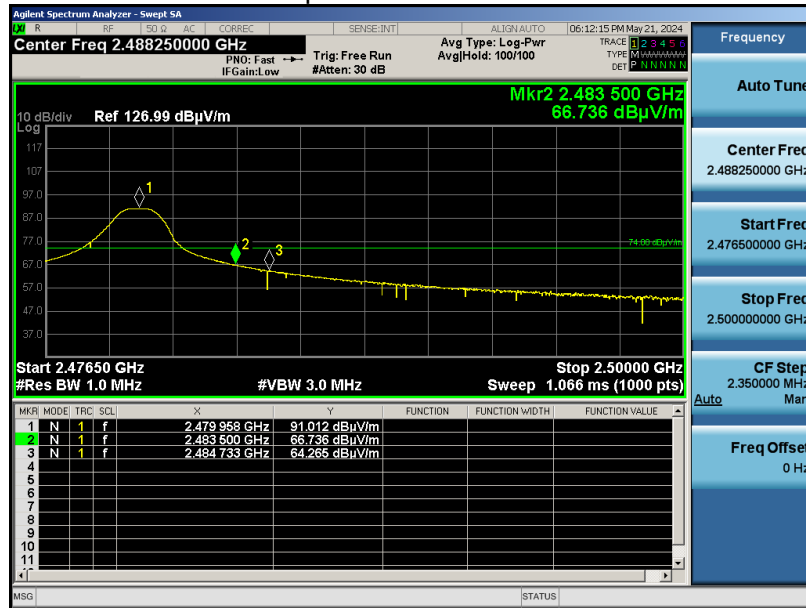 Agilent Spectrum Analyzer - Swept SA
LXI R RF 50 Ω AC CORREC SENSE:INT ALIGN AUTO 06:12:15 PM May 21, 2024
Center Freq 2.488250000 GHz Avg Type: Log-Pwr TRACE 1 2 3 4 5 6
PNO: Fast Trig: Free Run Avg|Hold: 100/100 TYPE M WWWWW
IFGain:Low #Atten: 30 dB DET P N N N N N
Mkr2 2.483 500 GHz
10 dB/div Ref 126.99 dBµV/m 66.736 dBµV/m
Log
117
107
97.0
1
87.0
77.0
74.00 dBµV/m
2
3
67.0
57.0
47.0
37.0
Start 2.47650 GHz Stop 2.50000 GHz
#Res BW 1.0 MHz #VBW 3.0 MHz Sweep 1.066 ms (1000 pts)
MKR MODE TRC SCL X Y FUNCTION FUNCTION WIDTH FUNCTION VALUE
1 N 1 f 2.479 958 GHz 91.012 dBµV/m
2 N 1 f 2.483 500 GHz 66.736 dBµV/m
3 N 1 f 2.484 733 GHz 64.265 dBµV/m
4
5
6
7
8
9
10
11
MSG STATUS
Frequency
Auto Tune
Center Freq
2.488250000 GHz
Start Freq
2.476500000 GHz
Stop Freq
2.500000000 GHz
CF Step
2.350000 MHz
Auto Man
Freq Offset
0 Hz